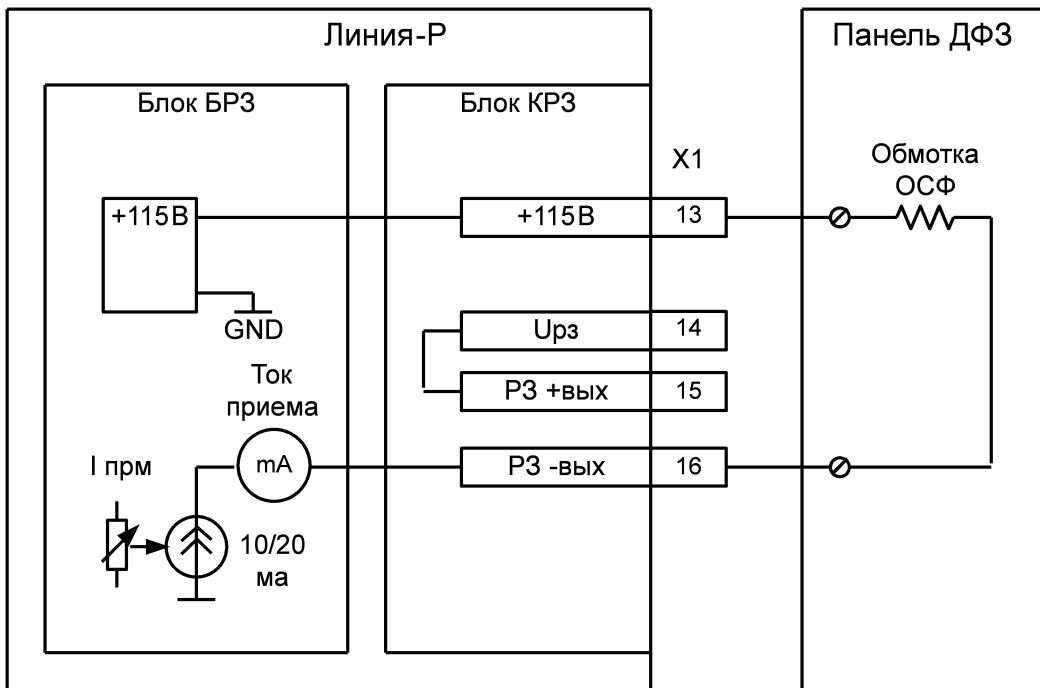 Линия-Р
Панель ДФЗ
Блок БРЗ
Блок КРЗ
X1
Обмотка
ОСФ
+115В
+115В
13
GND
Uрз
14
Ток
приема
РЗ +вых
15
I прм
mA
РЗ -вых
16
10/20
ма